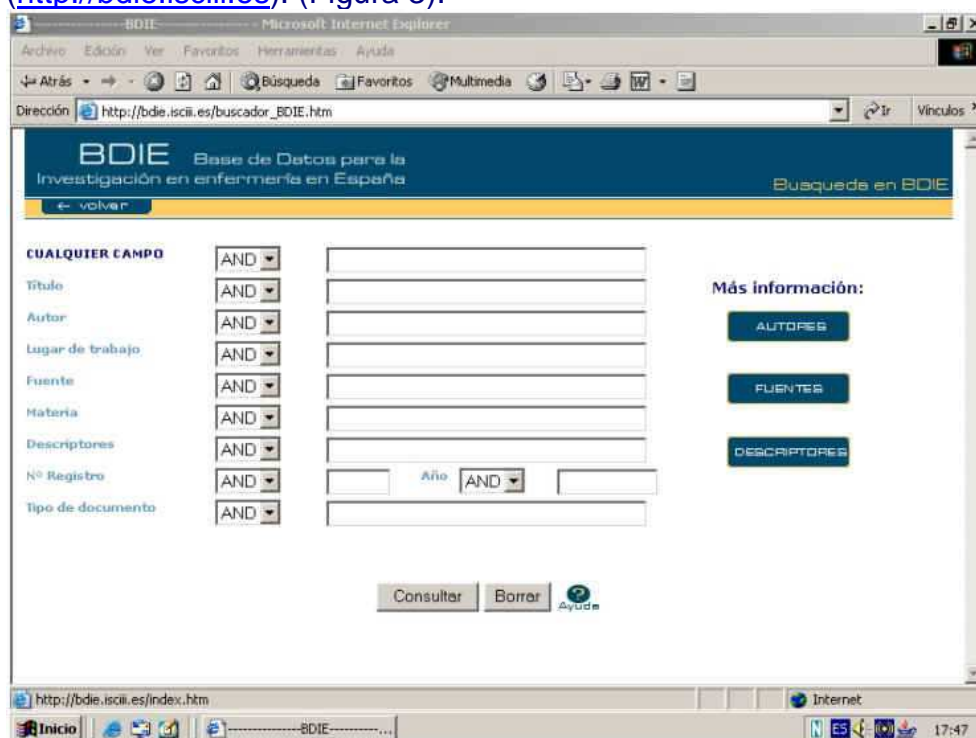 (http://bdie.isciii.es). (Figura
BDIE Microsoft Internet Explorer
Archivo Edición Ver Favoritos Herramientas Ayuda
Atrás Búsqueda Favoritos Multimedia
Dirección http://bdie.isciii.es/buscador_BDIE.htm Ir Vínculos
BDIE Base de Datos para la
Investigación en enfermería en España
Busqueda en BDIE
← volver
CUALQUIER CAMPO AND
Título AND
Más información:
Autor AND
AUTORES
Lugar de trabajo AND
Fuente AND
FUENTES
Materia AND
Descriptores AND
DESCRIPTORES
Nº Registro AND Año AND
Tipo de documento AND
Consultar Borrar Ayuda
http://bdie.isciii.es/index.htm Internet
Inicio ----------------BDIE-----------... ES 17:47